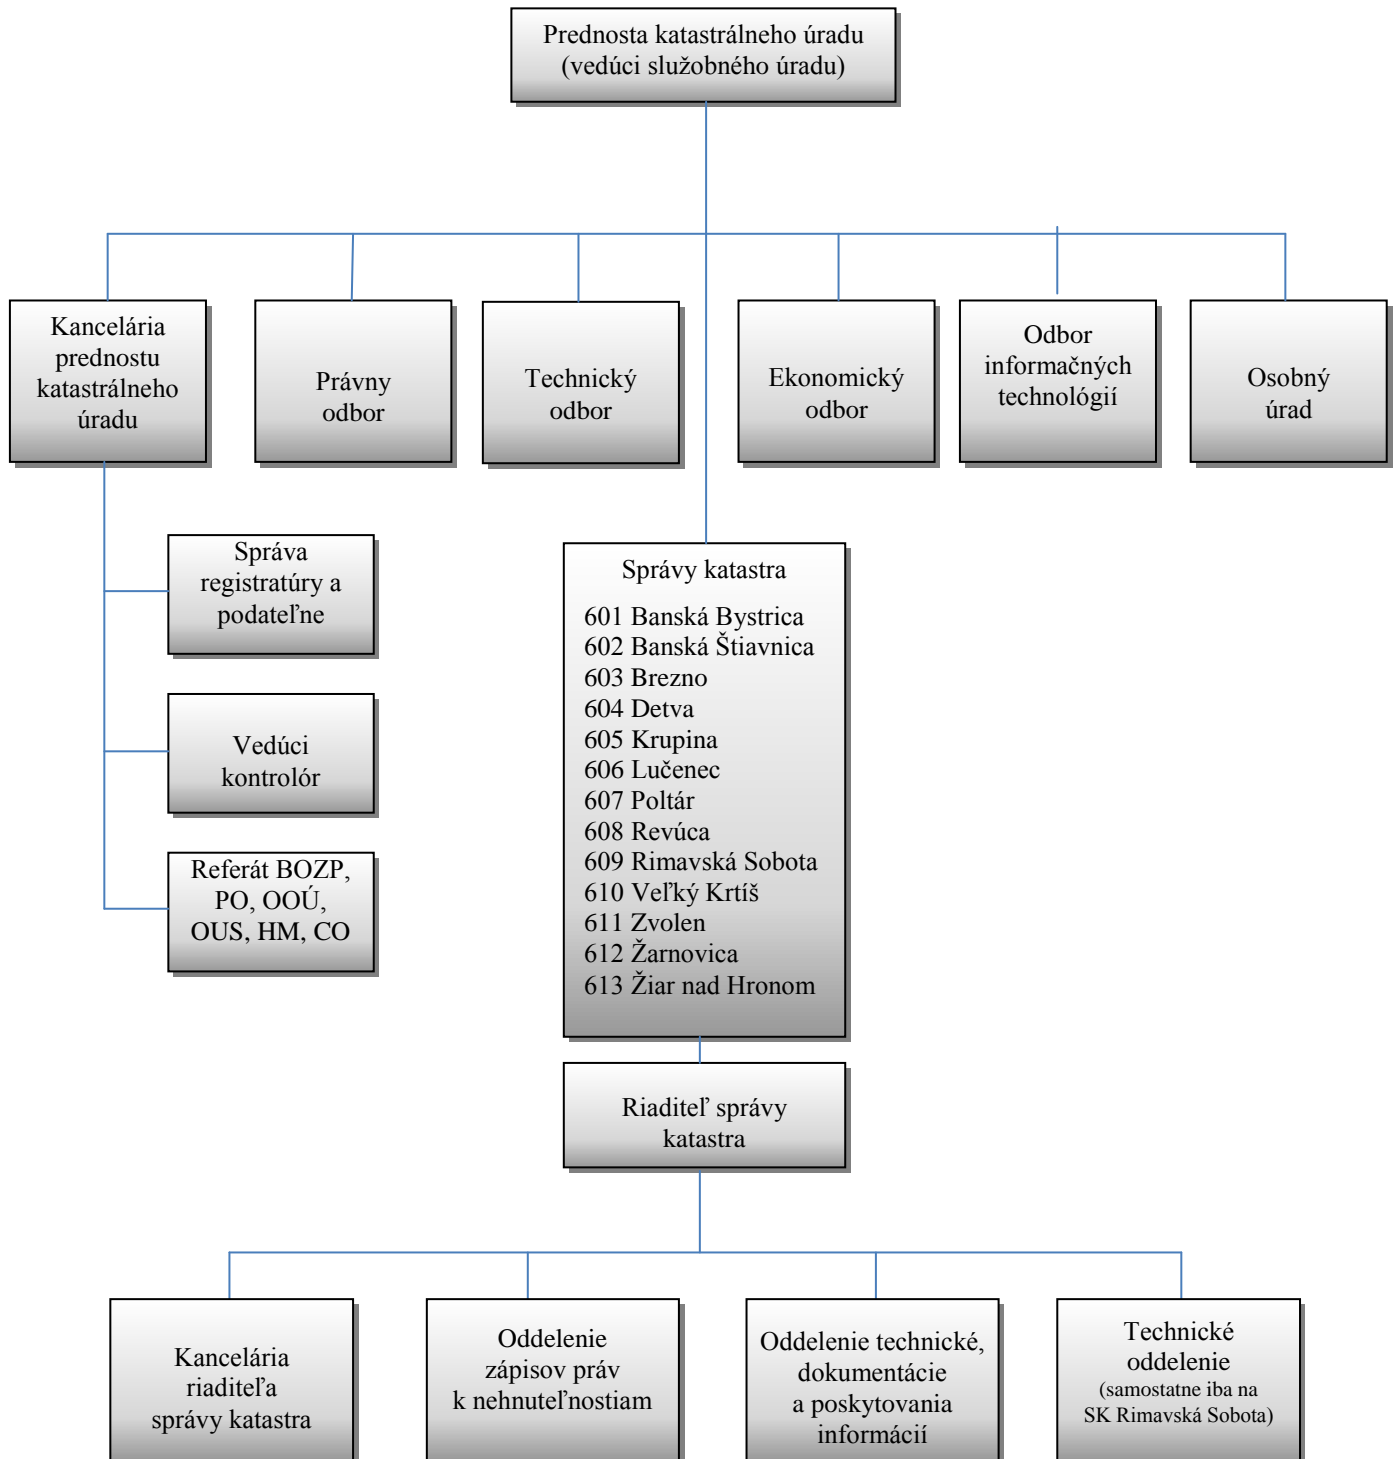 Prednosta katastrálneho úradu
(vedúci služobného úradu)
Kancelária
prednostu
katastrálneho
úradu
Právny
odbor
Technický
odbor
Ekonomický
odbor
Odbor
informačných
technológií
Osobný
úrad
Správa
registratúry a
podateľne
Vedúci
kontrolór
Referát BOZP,
PO, OOÚ,
OUS, HM, CO
Správy katastra
601 Banská Bystrica
602 Banská Štiavnica
603 Brezno
604 Detva
605 Krupina
606 Lučenec
607 Poltár
608 Revúca
609 Rimavská Sobota
610 Veľký Krtíš
611 Zvolen
612 Žarnovica
613 Žiar nad Hronom
Riaditeľ správy
katastra
Kancelária
riaditeľa
správy katastra
Oddelenie
zápisov práv
k nehnuteľnostiam
Oddelenie technické,
dokumentácie
a poskytovania
informácií
Technické
oddelenie
(samostatne iba na
SK Rimavská Sobota)